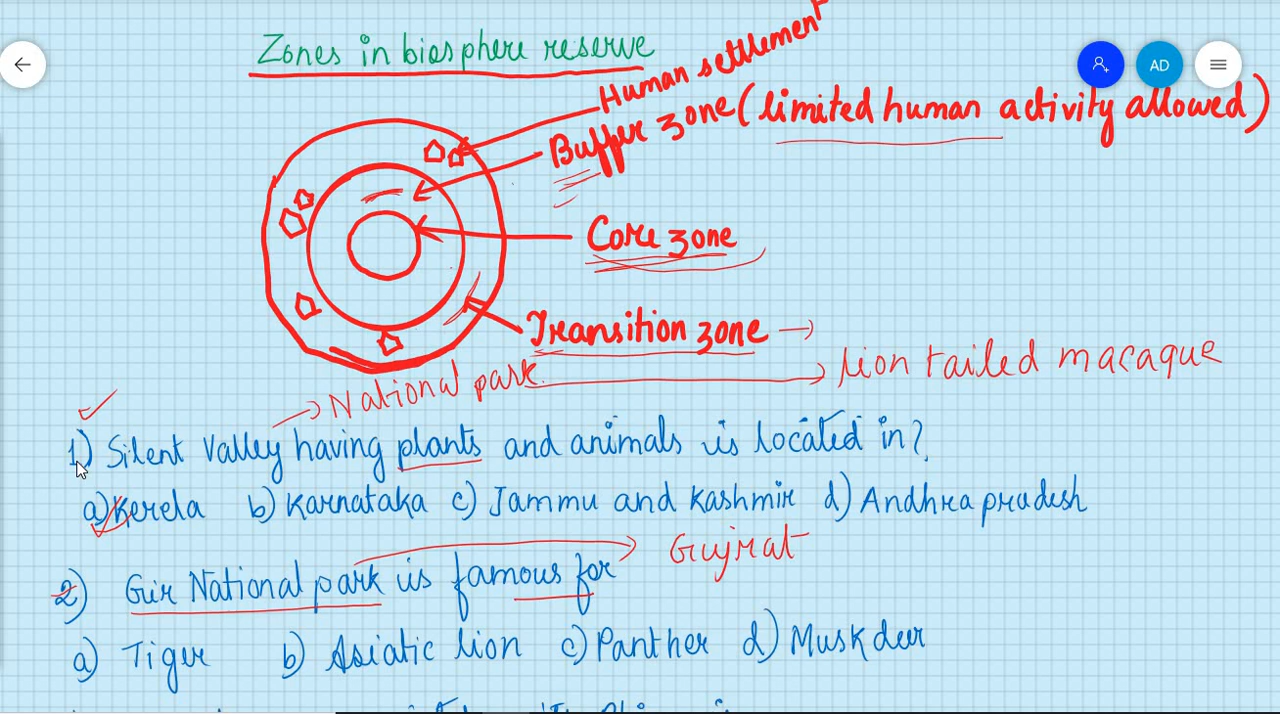 Zones in biosphere reserve
Human settlement
Buffer zone (limited human activity allowed)
Core zone
Transition zone →
→ National park → lion tailed macaque
1) Silent Valley having plants and animals is located in?
a) Kerela b) Karnataka c) Jammu and Kashmir d) Andhra pradesh
Gujrat
2) Gir National park is famous for
a) Tiger b) Asiatic lion c) Panther d) Musk deer
AD